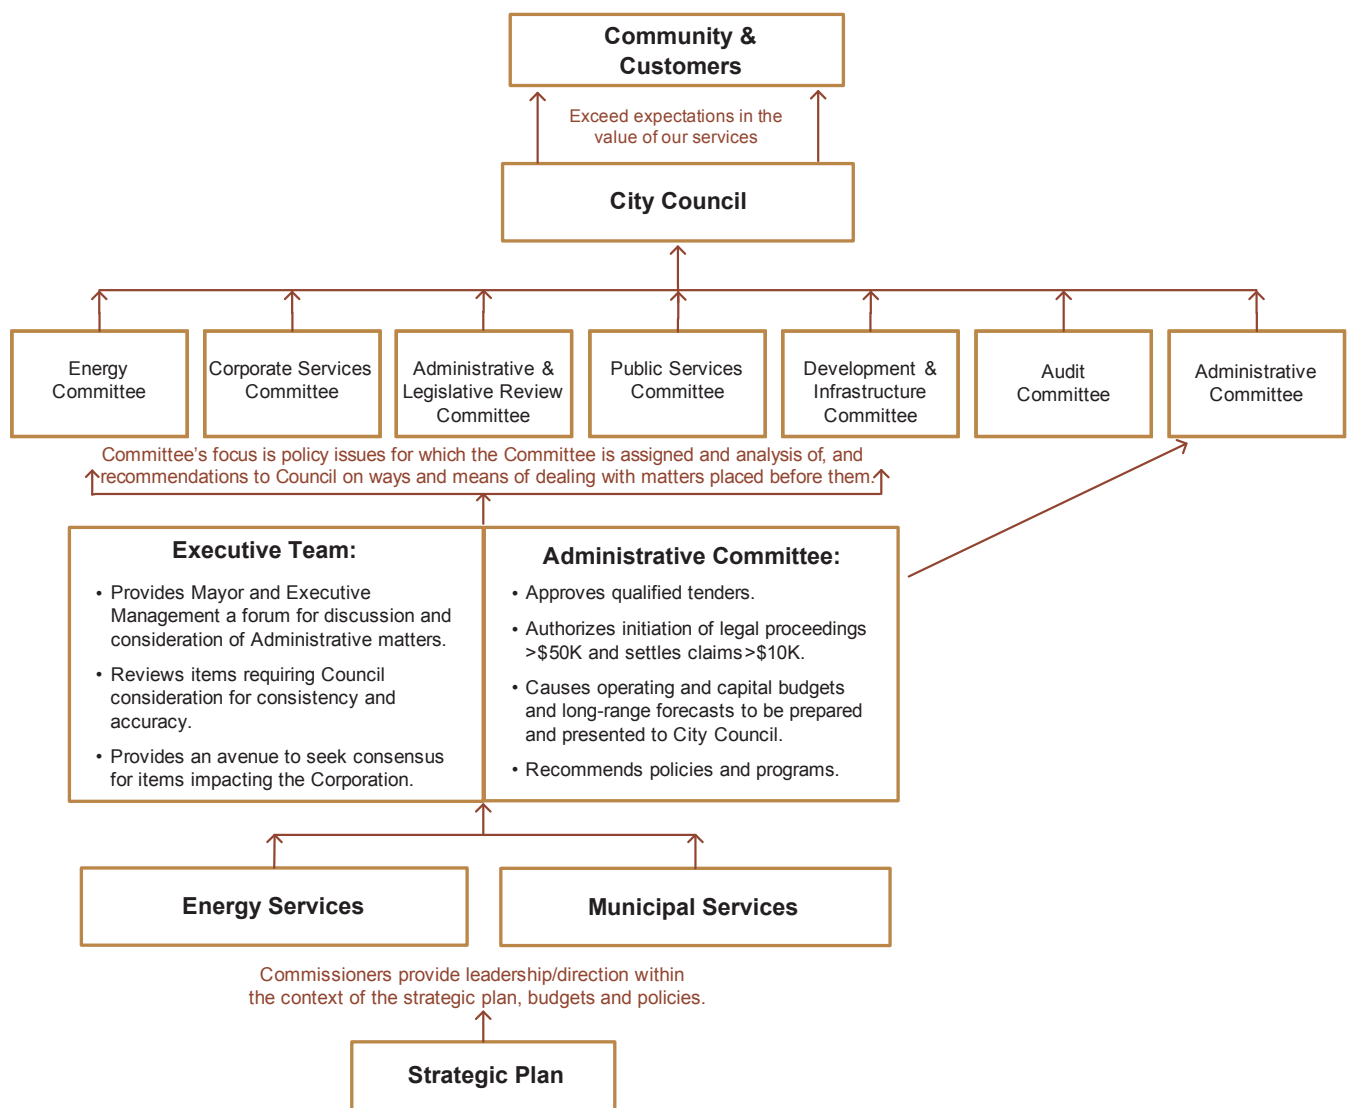 Community &
Customers
Exceed expectations in the
value of our services
City Council
Energy
Committee
Corporate Services
Committee
Administrative &
Legislative Review
Committee
Public Services
Committee
Development &
Infrastructure
Committee
Audit
Committee
Administrative
Committee
Committee's focus is policy issues for which the Committee is assigned and analysis of, and
recommendations to Council on ways and means of dealing with matters placed before them.
Executive Team:
• Provides Mayor and Executive
Management a forum for discussion and
consideration of Administrative matters.
• Reviews items requiring Council
consideration for consistency and
accuracy.
• Provides an avenue to seek consensus
for items impacting the Corporation.
Administrative Committee:
• Approves qualified tenders.
• Authorizes initiation of legal proceedings
>$50K and settles claims>$10K.
• Causes operating and capital budgets
and long-range forecasts to be prepared
and presented to City Council.
• Recommends policies and programs.
Energy Services
Municipal Services
Commissioners provide leadership/direction within
the context of the strategic plan, budgets and policies.
Strategic Plan